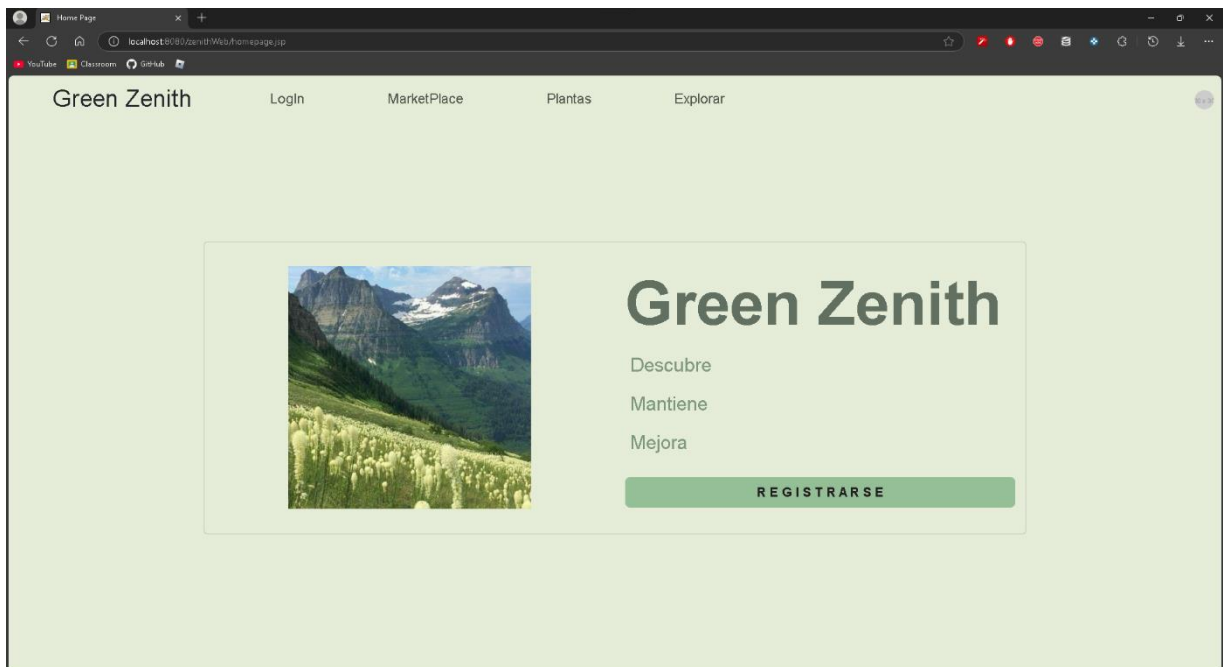 Home Page
localhost:8080/zenithWeb/homepage.jsp
YouTube Classroom GitHub
Green Zenith LogIn MarketPlace Plantas Explorar
Green Zenith
Descubre
Mantiene
Mejora
REGISTRARSE